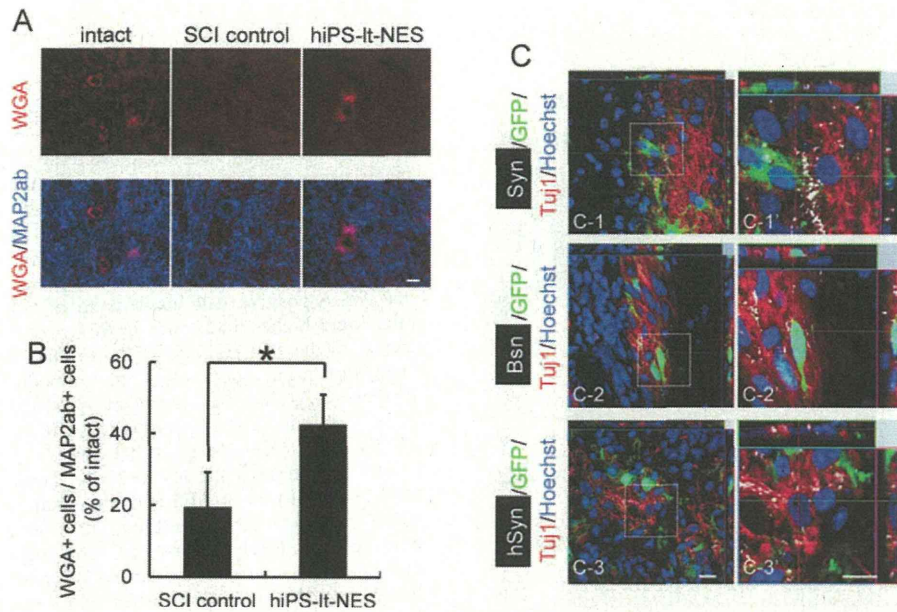 A
intact SCI control hiPS-lt-NES
WGA
WGA/MAP2ab
B
WGA+ cells / MAP2ab+ cells
(% of intact)
60
40
20
0
*
SCI control hiPS-lt-NES
C
Syn/GFP/
Tuj1/Hoechst
C-1
C-1'
Bsn/GFP/
Tuj1/Hoechst
C-2
C-2'
hSyn/GFP/
Tuj1/Hoechst
C-3
C-3'